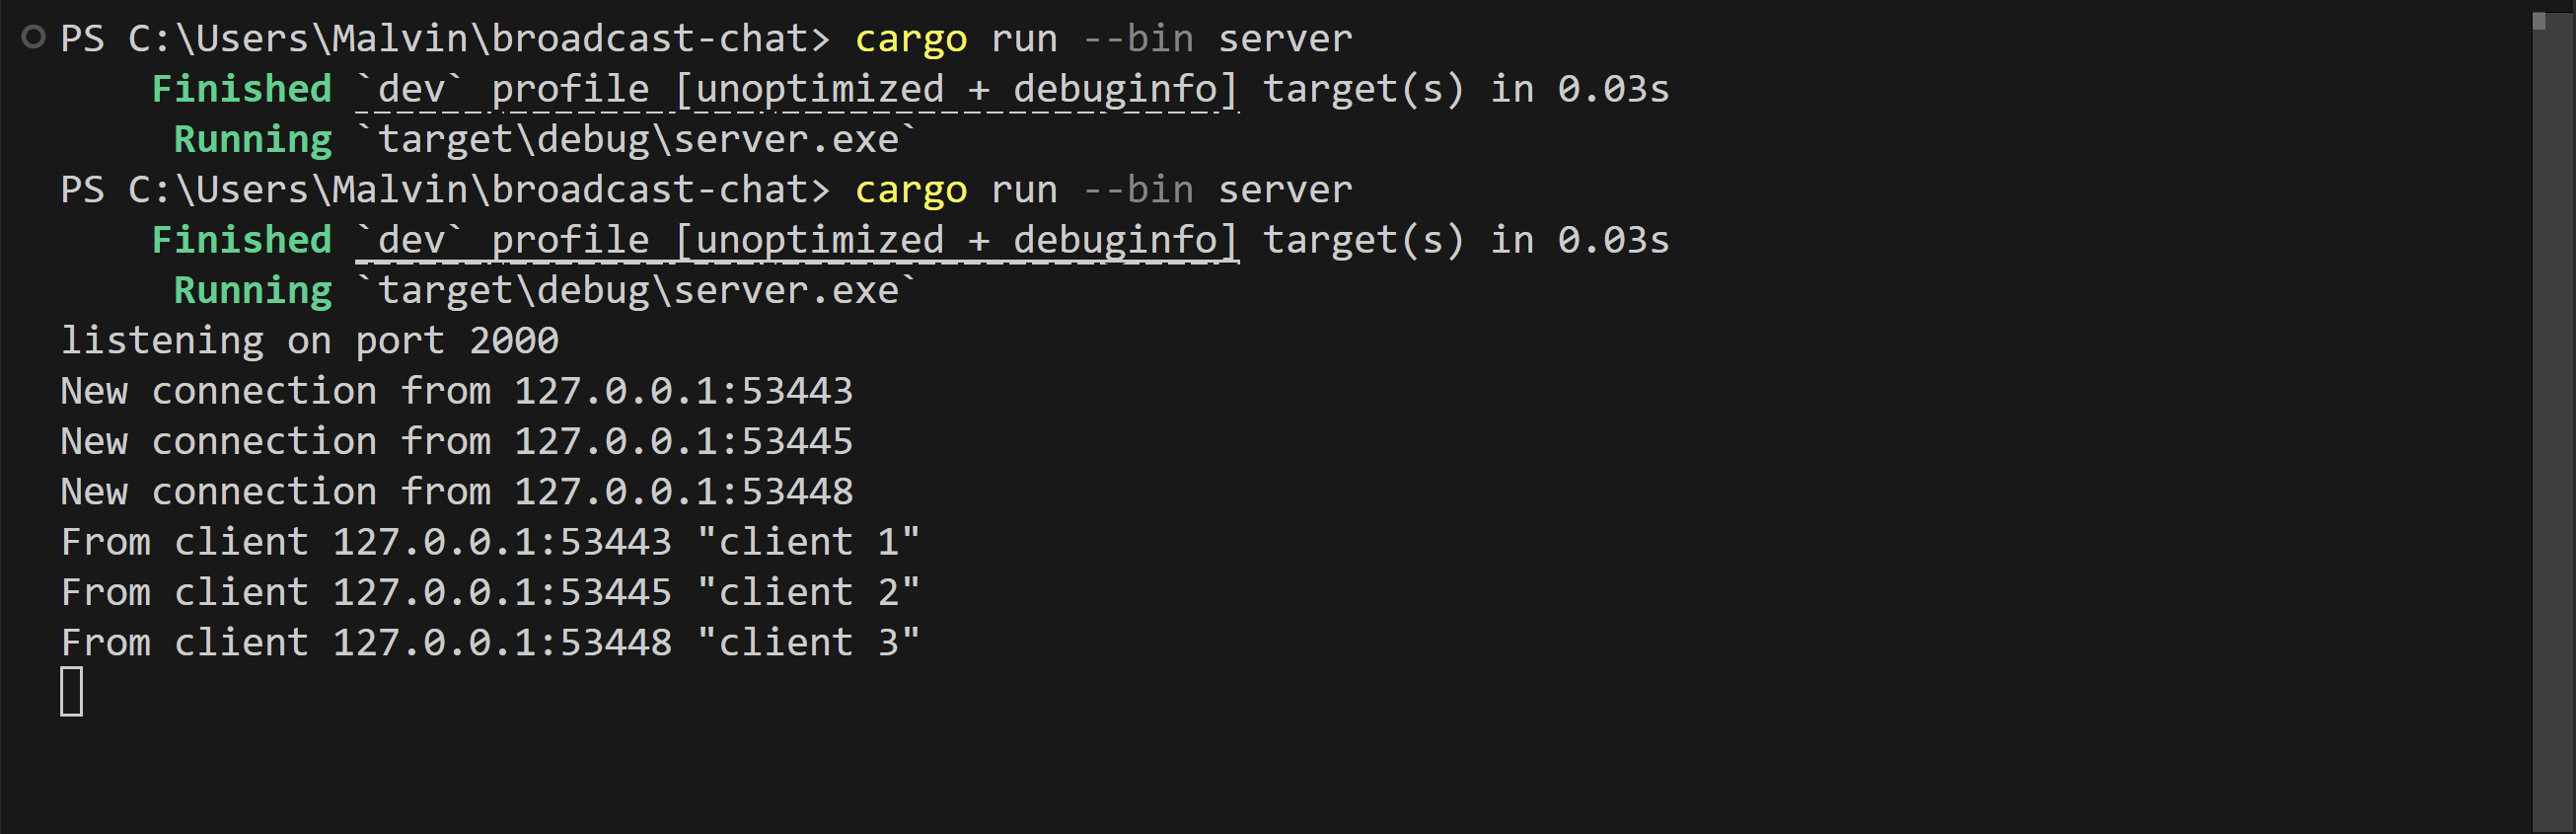 PS C:\Users\Malvin\broadcast-chat> cargo run --bin server
Finished `dev` profile [unoptimized + debuginfo] target(s) in 0.03s
Running `target\debug\server.exe`
PS C:\Users\Malvin\broadcast-chat> cargo run --bin server
Finished `dev` profile [unoptimized + debuginfo] target(s) in 0.03s
Running `target\debug\server.exe`
listening on port 2000
New connection from 127.0.0.1:53443
New connection from 127.0.0.1:53445
New connection from 127.0.0.1:53448
From client 127.0.0.1:53443 "client 1"
From client 127.0.0.1:53445 "client 2"
From client 127.0.0.1:53448 "client 3"